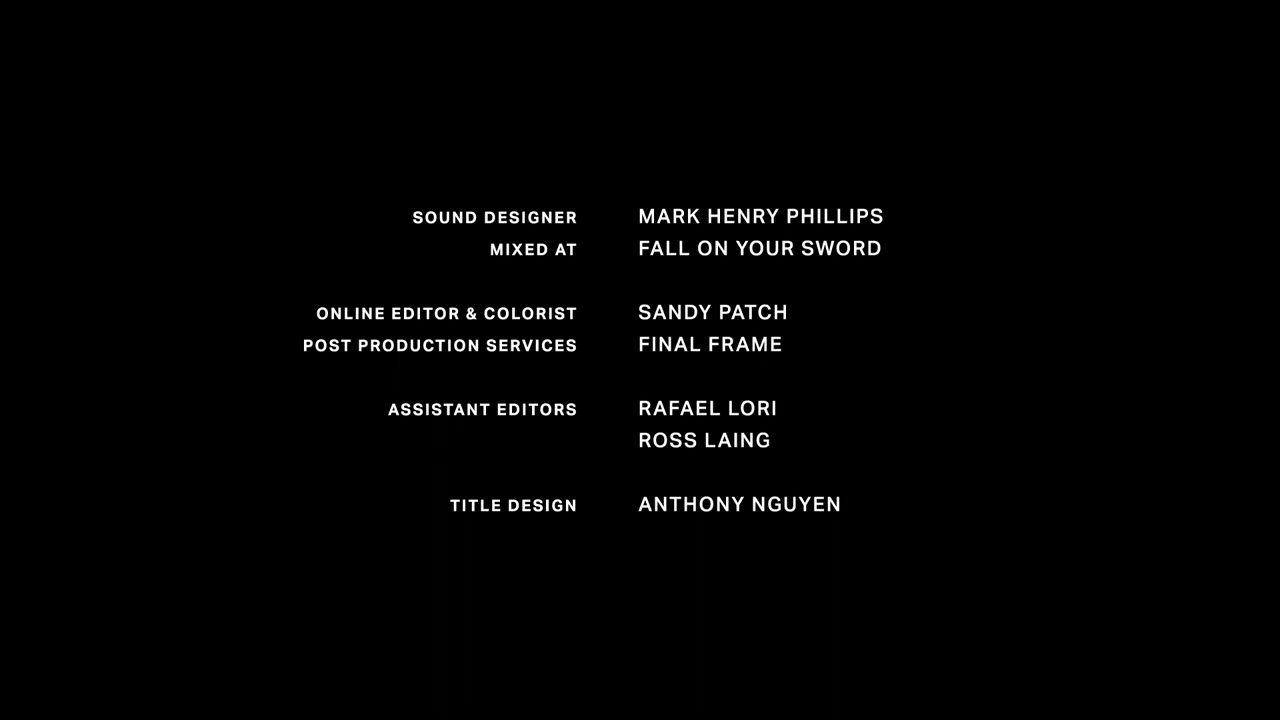 SOUND DESIGNER MARK HENRY PHILLIPS
MIXED AT FALL ON YOUR SWORD
ONLINE EDITOR & COLORIST SANDY PATCH
POST PRODUCTION SERVICES FINAL FRAME
ASSISTANT EDITORS RAFAEL LORI
ROSS LAING
TITLE DESIGN ANTHONY NGUYEN